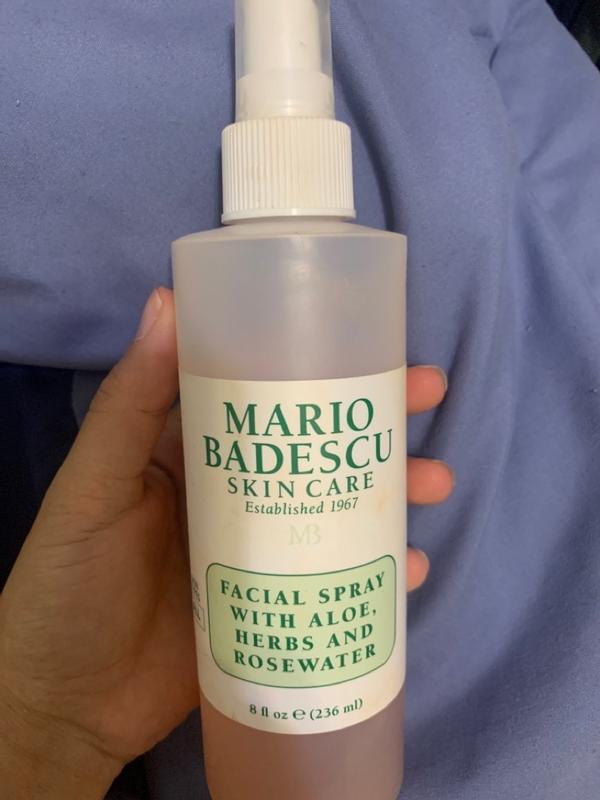 MARIO
BADESCU
SKIN CARE
Established 1967
MB
FACIAL SPRAY
WITH ALOE,
HERBS AND
ROSEWATER
8 fl oz ℮ (236 ml)